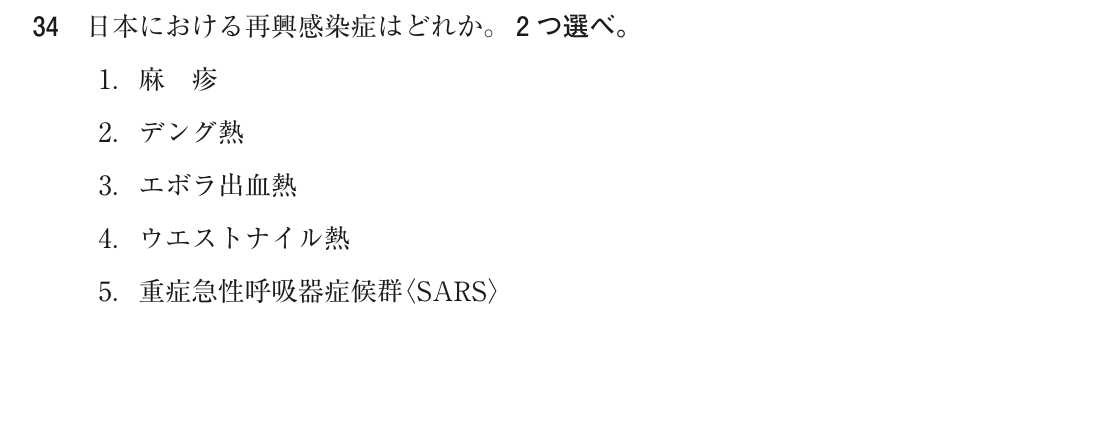 34 日本における再興感染症はどれか。2つ選べ。
1. 麻　疹
2. デング熱
3. エボラ出血熱
4. ウエストナイル熱
5. 重症急性呼吸器症候群〈SARS〉